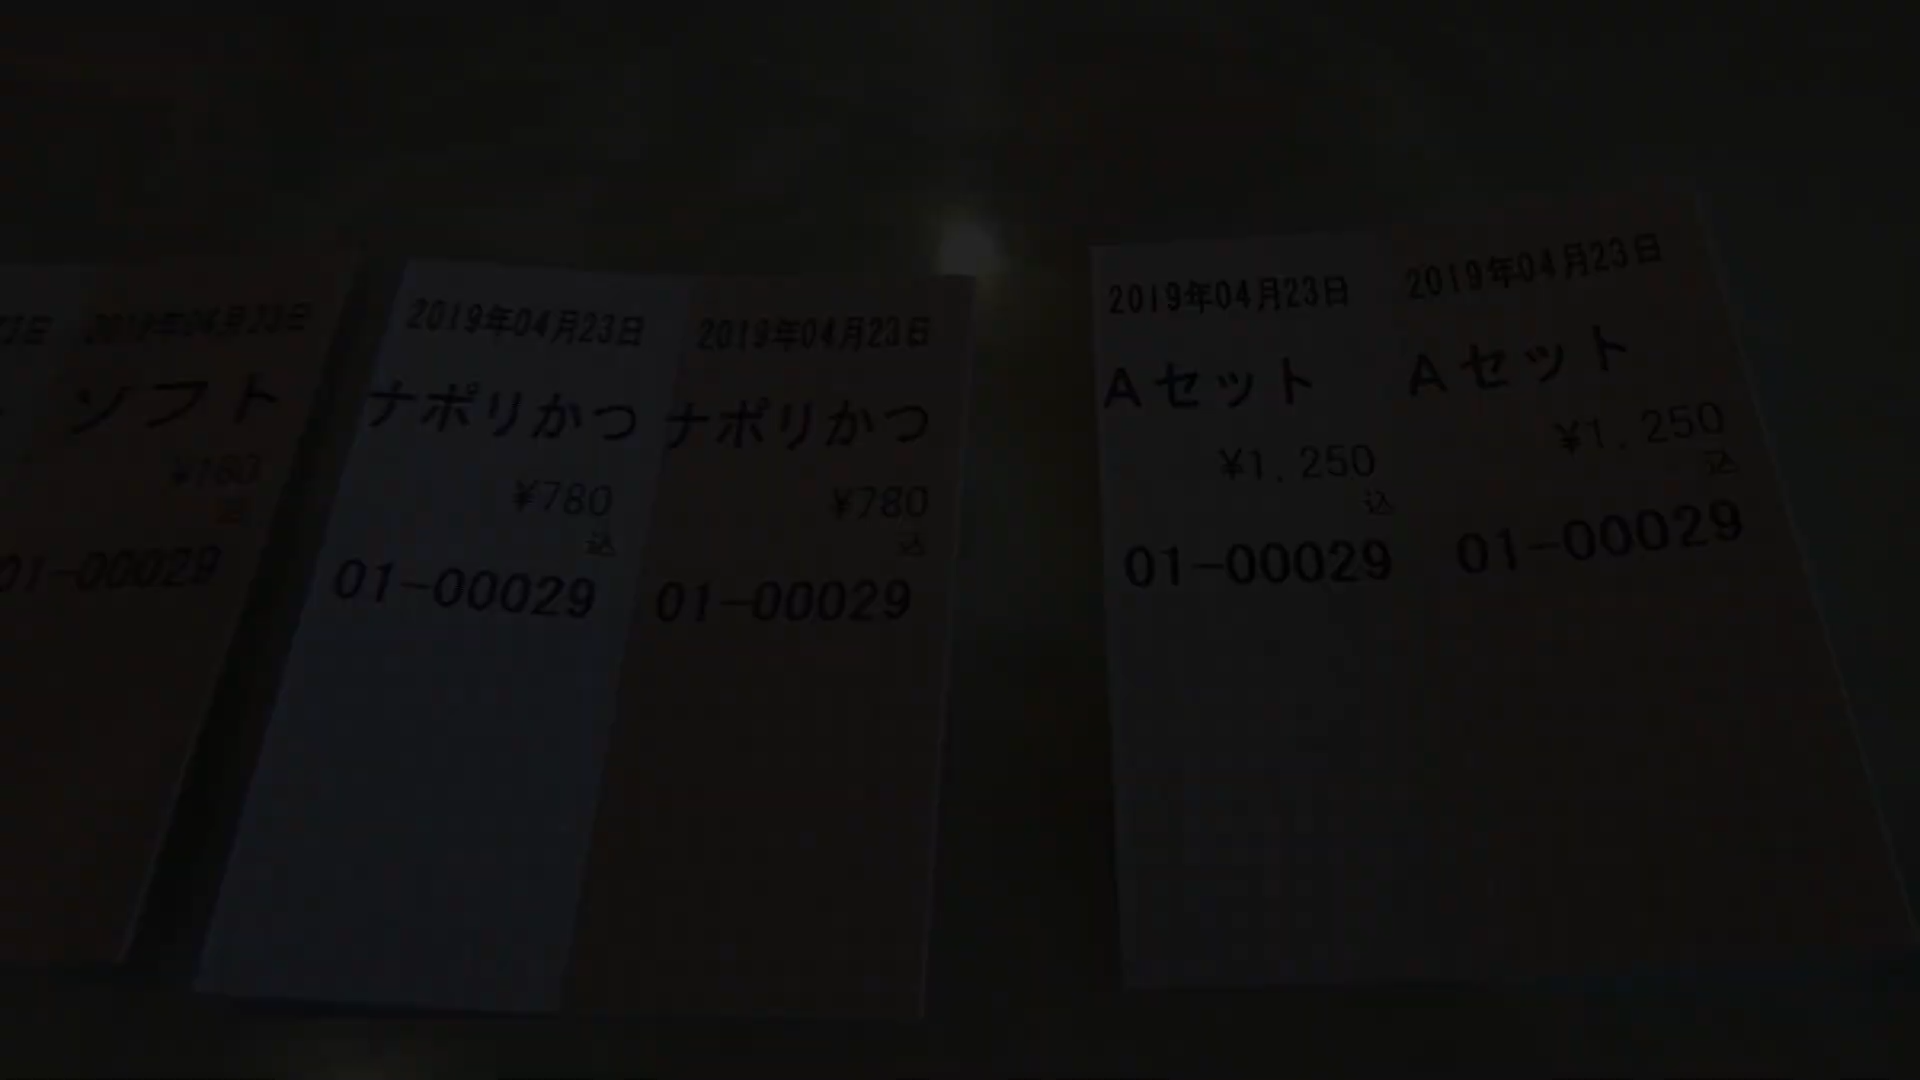 23日 2019年04月23日
ソフト
¥160
込
01-00029
2019年04月23日 2019年04月23日
ナポリかつ ナポリかつ
¥780 ¥780
込 込
01-00029 01-00029
2019年04月23日 2019年04月23日
Aセット Aセット
¥1,250 ¥1,250
込 込
01-00029 01-00029